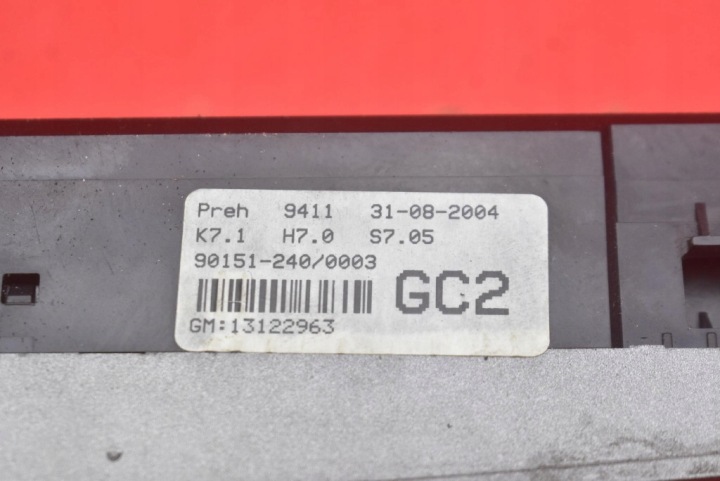 Preh 9411 31-08-2004
K7.1 H7.0 S7.05
90151-240/0003
GC2
GM:13122963